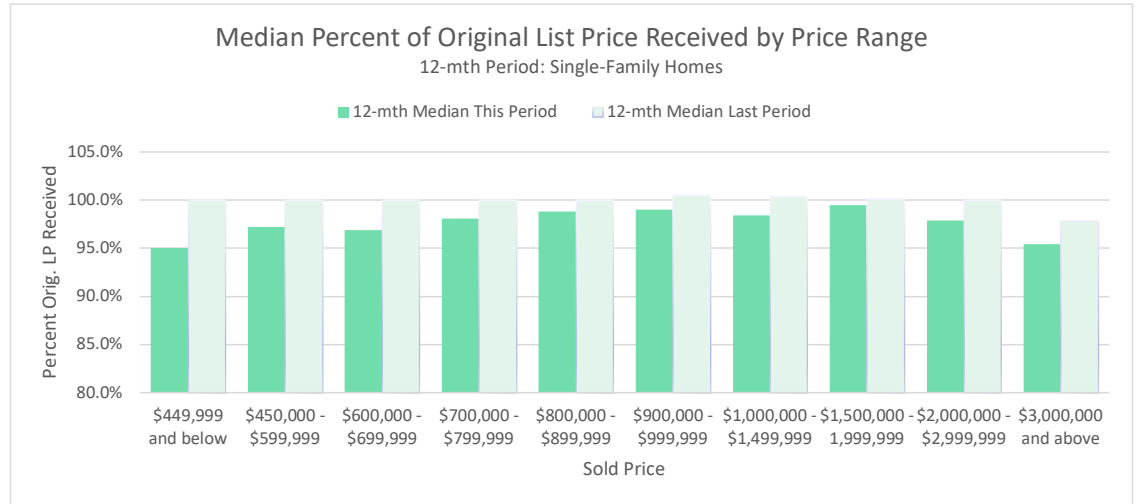 Median Percent of Original List Price Received by Price Range
12-mth Period: Single-Family Homes
12-mth Median This Period 12-mth Median Last Period
Percent Orig. LP Received
105.0%
100.0%
95.0%
90.0%
85.0%
80.0%
$449,999 $450,000 - $600,000 - $700,000 - $800,000 - $900,000 - $1,000,000 - $1,500,000 - $2,000,000 - $3,000,000
and below $599,999 $699,999 $799,999 $899,999 $999,999 $1,499,999 1,999,999 $2,999,999 and above
Sold Price